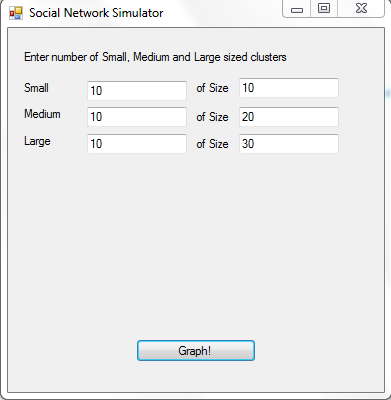 Social Network Simulator
Enter number of Small, Medium and Large sized clusters
Small 10 of Size 10
Medium 10 of Size 20
Large 10 of Size 30
Graph!